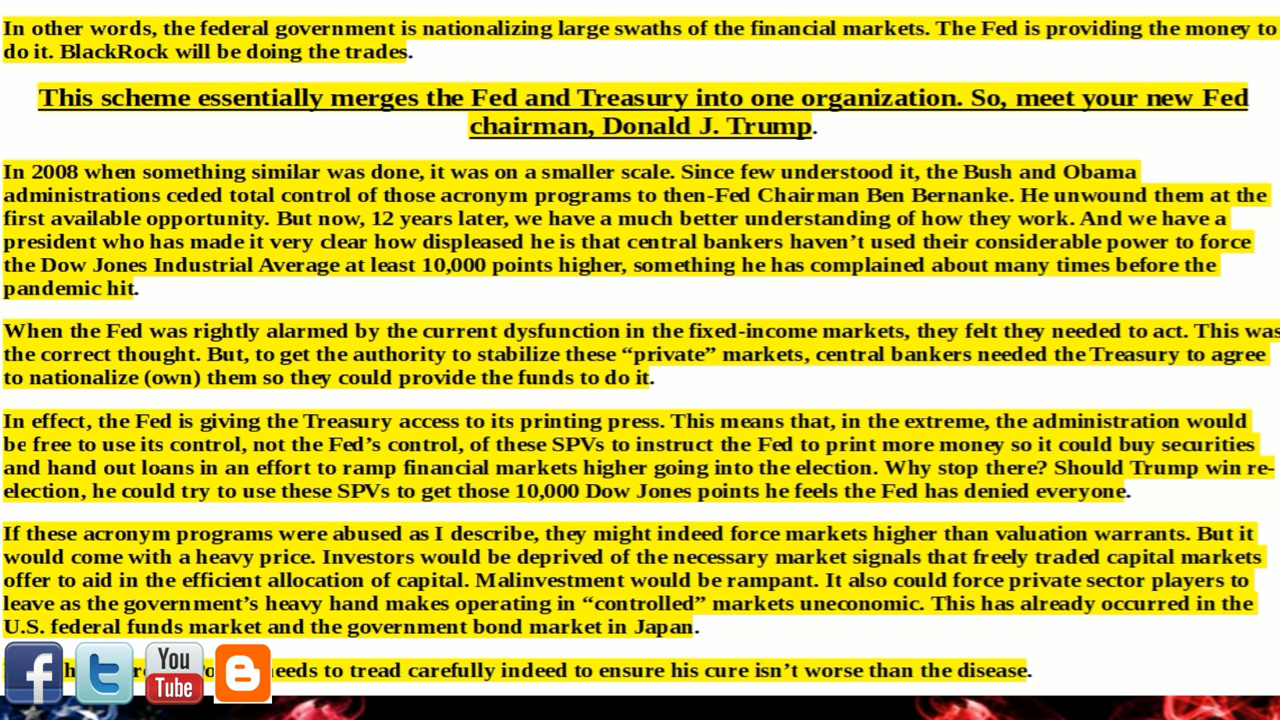 In other words, the federal government is nationalizing large swaths of the financial markets. The Fed is providing the money to
do it. BlackRock will be doing the trades.
This scheme essentially merges the Fed and Treasury into one organization. So, meet your new Fed
chairman, Donald J. Trump.
In 2008 when something similar was done, it was on a smaller scale. Since few understood it, the Bush and Obama
administrations ceded total control of those acronym programs to then-Fed Chairman Ben Bernanke. He unwound them at the
first available opportunity. But now, 12 years later, we have a much better understanding of how they work. And we have a
president who has made it very clear how displeased he is that central bankers haven’t used their considerable power to force
the Dow Jones Industrial Average at least 10,000 points higher, something he has complained about many times before the
pandemic hit.
When the Fed was rightly alarmed by the current dysfunction in the fixed-income markets, they felt they needed to act. This was
the correct thought. But, to get the authority to stabilize these “private” markets, central bankers needed the Treasury to agree
to nationalize (own) them so they could provide the funds to do it.
In effect, the Fed is giving the Treasury access to its printing press. This means that, in the extreme, the administration would
be free to use its control, not the Fed’s control, of these SPVs to instruct the Fed to print more money so it could buy securities
and hand out loans in an effort to ramp financial markets higher going into the election. Why stop there? Should Trump win re-
election, he could try to use these SPVs to get those 10,000 Dow Jones points he feels the Fed has denied everyone.
If these acronym programs were abused as I describe, they might indeed force markets higher than valuation warrants. But it
would come with a heavy price. Investors would be deprived of the necessary market signals that freely traded capital markets
offer to aid in the efficient allocation of capital. Malinvestment would be rampant. It also could force private sector players to
leave as the government’s heavy hand makes operating in “controlled” markets uneconomic. This has already occurred in the
U.S. federal funds market and the government bond market in Japan.
needs to tread carefully indeed to ensure his cure isn’t worse than the disease.
You
Tube